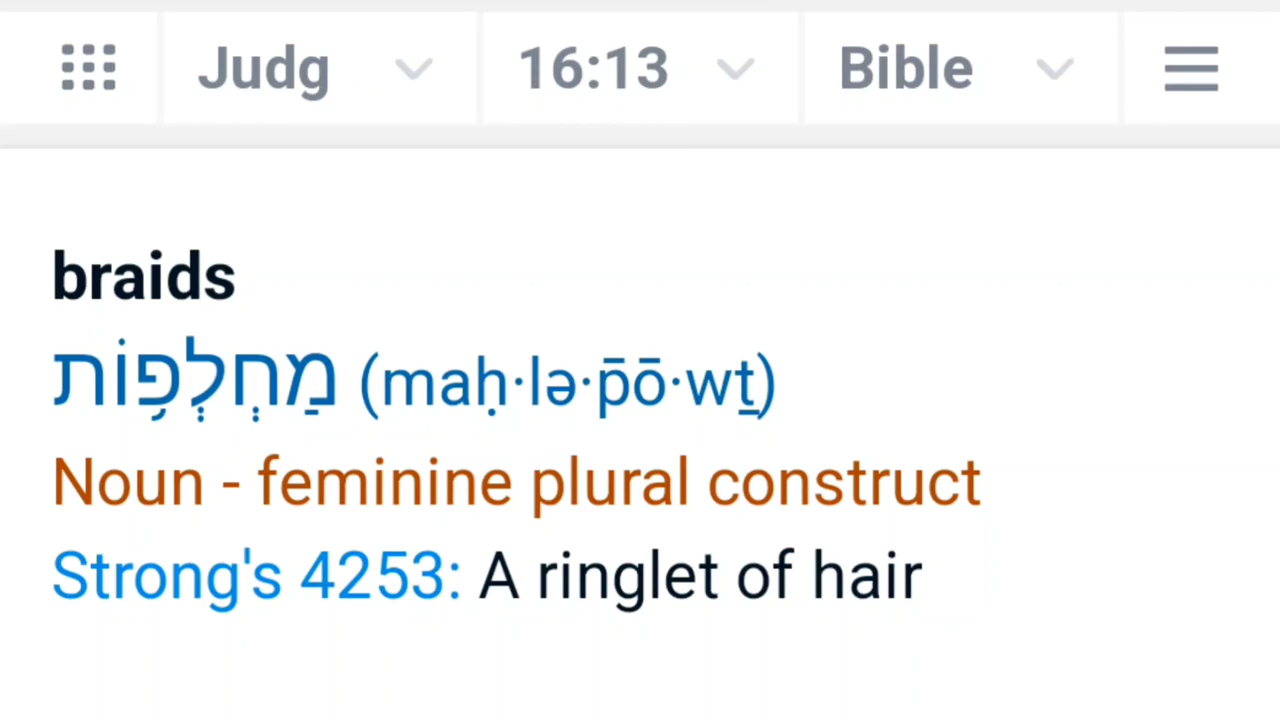 Judg 16:13 Bible
braids
מַחְלְפ֥וֹת (maḥ·lə·p̄ō·wṯ)
Noun - feminine plural construct
Strong's 4253: A ringlet of hair